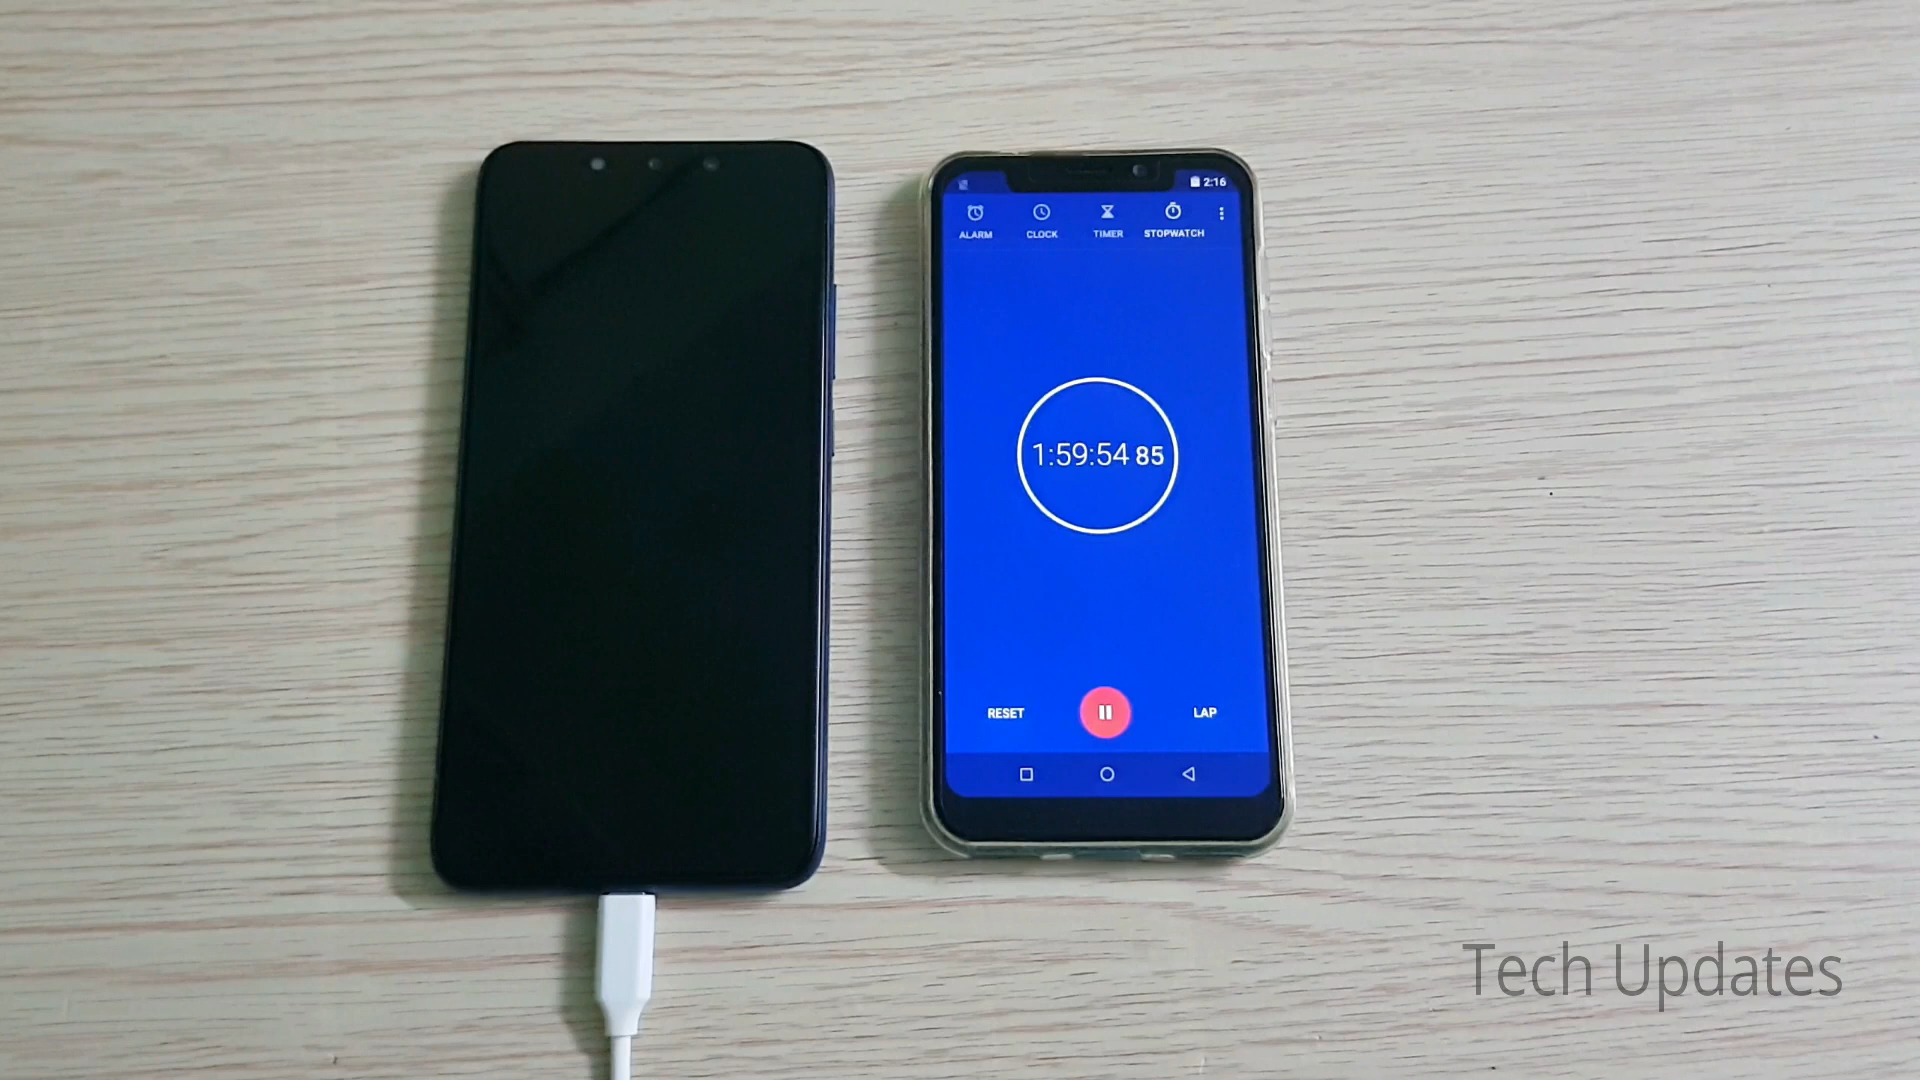 2:16
ALARM CLOCK TIMER STOPWATCH
1:59:54 85
RESET LAP
Tech Updates